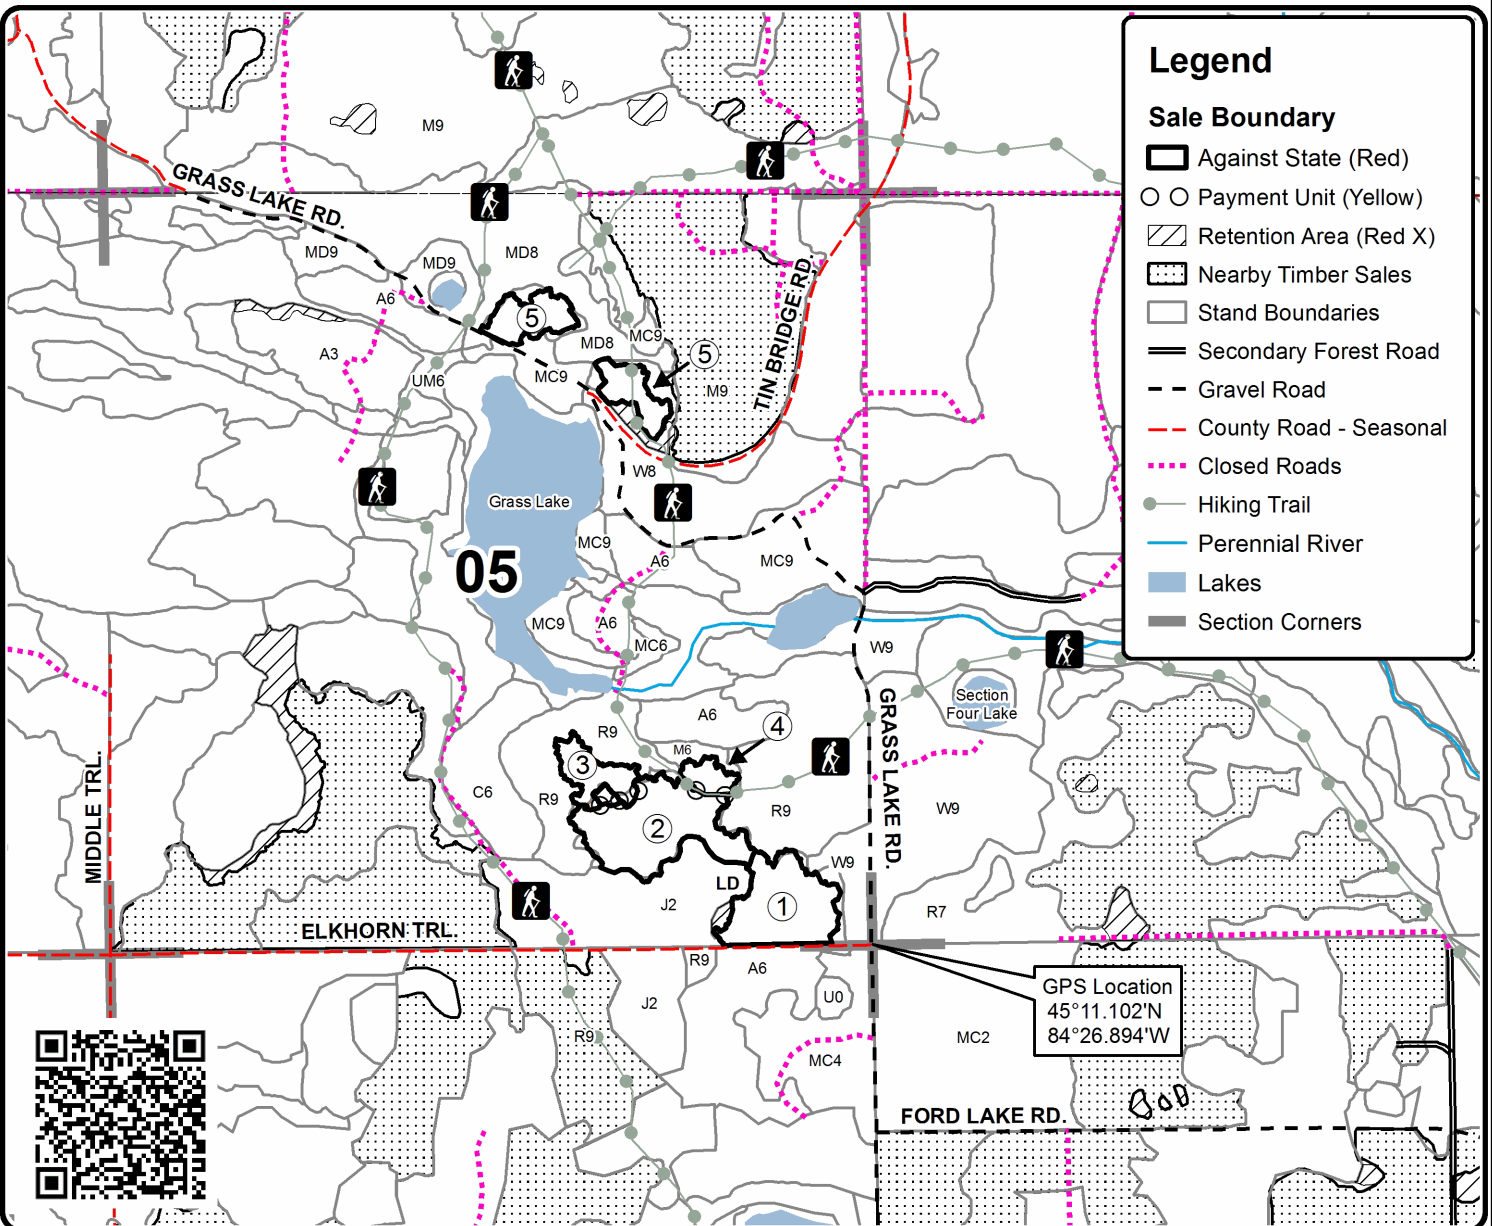 Legend
Sale Boundary
Against State (Red)
Payment Unit (Yellow)
Retention Area (Red X)
Nearby Timber Sales
Stand Boundaries
Secondary Forest Road
Gravel Road
County Road - Seasonal
Closed Roads
Hiking Trail
Perennial River
Lakes
Section Corners
M9
GRASS LAKE RD.
MD9
MD9
MD8
A6
5
MD8
MC9
5
A3
UM6
MC9
M9
TIN BRIDGE RD.
W8
Grass Lake
MC9
A6
MC9
05
MC9
A6
MC6
W9
Section
Four Lake
A6
R9
4
M6
3
GRASS LAKE RD.
C6
R9
R9
W9
2
MIDDLE TRL.
W9
LD
J2
1
R7
ELKHORN TRL.
R9
A6
GPS Location
45°11.102'N
84°26.894'W
J2
U0
R9
MC2
MC4
FORD LAKE RD.